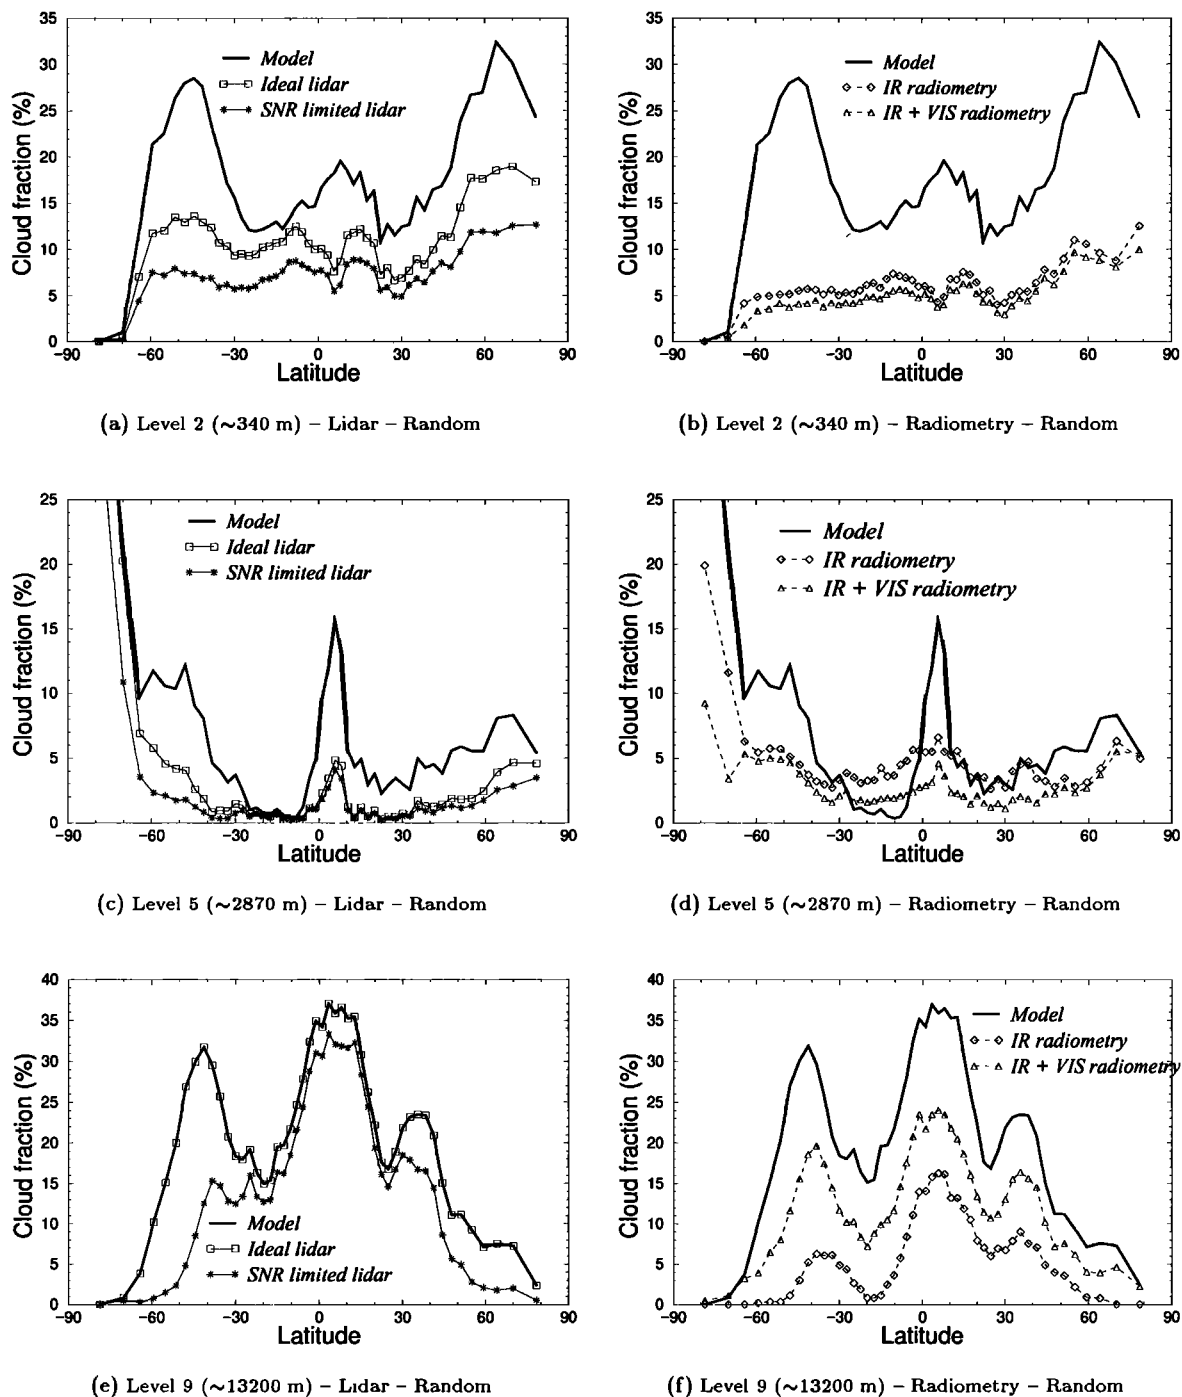 35
30
25
20
15
10
5
0
Cloud fraction (%)
Model
Ideal lidar
SNR limited lidar
−90 −60 −30 0 30 60 90
Latitude
(a) Level 2 (~340 m) – Lidar – Random
35
30
25
20
15
10
5
0
Cloud fraction (%)
Model
IR radiometry
IR + VIS radiometry
−90 −60 −30 0 30 60 90
Latitude
(b) Level 2 (~340 m) – Radiometry – Random
25
20
15
10
5
0
Cloud fraction (%)
Model
Ideal lidar
SNR limited lidar
−90 −60 −30 0 30 60 90
Latitude
(c) Level 5 (~2870 m) – Lidar – Random
25
20
15
10
5
0
Cloud fraction (%)
Model
IR radiometry
IR + VIS radiometry
−90 −60 −30 0 30 60 90
Latitude
(d) Level 5 (~2870 m) – Radiometry – Random
40
35
30
25
20
15
10
5
0
Cloud fraction (%)
Model
Ideal lidar
SNR limited lidar
−90 −60 −30 0 30 60 90
Latitude
(e) Level 9 (~13200 m) – Lidar – Random
40
35
30
25
20
15
10
5
0
Cloud fraction (%)
Model
IR radiometry
IR + VIS radiometry
−90 −60 −30 0 30 60 90
Latitude
(f) Level 9 (~13200 m) – Radiometry – Random